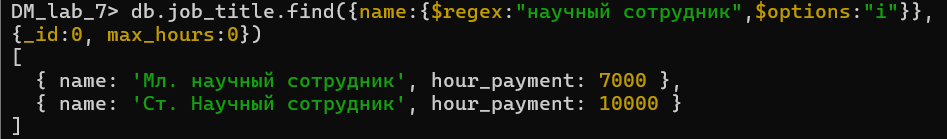 DM_lab_7> db.job_title.find({name:{$regex:"научный сотрудник",$options:"i"}},
{_id:0, max_hours:0})
[
  { name: 'Мл. научный сотрудник', hour_payment: 7000 },
  { name: 'Ст. Научный сотрудник', hour_payment: 10000 }
]